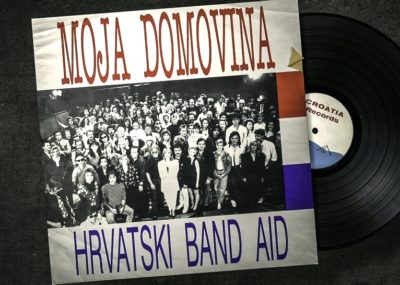 MOJA DOMOVINA
CROATIA
Records
HRVATSKI BAND AID